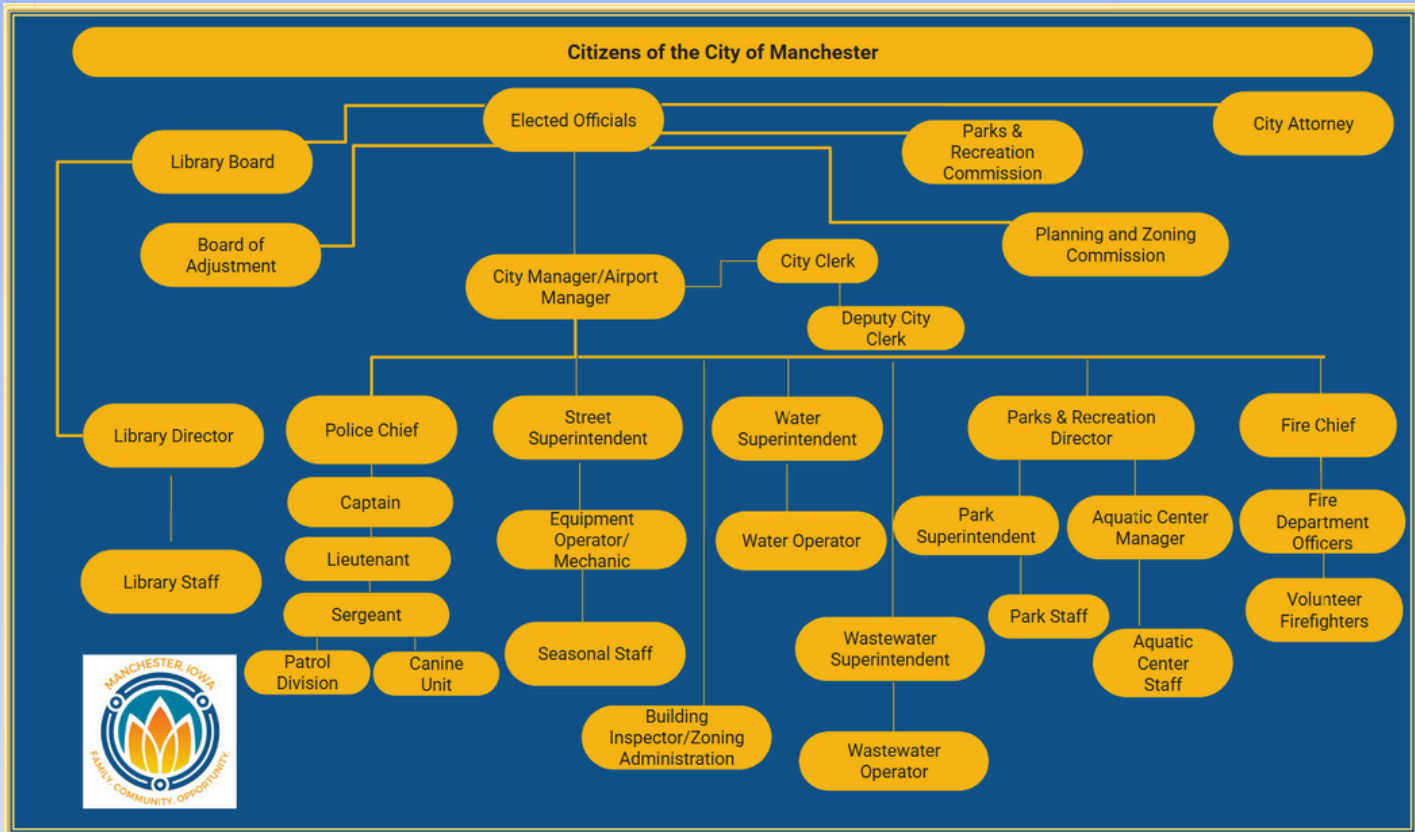 Citizens of the City of Manchester
Elected Officials
City Attorney
Parks &
Recreation
Commission
Library Board
Board of
Adjustment
Planning and Zoning
Commission
City Manager/Airport
Manager
City Clerk
Deputy City
Clerk
Library Director
Police Chief
Street
Superintendent
Water
Superintendent
Parks & Recreation
Director
Fire Chief
Captain
Equipment
Operator/
Mechanic
Water Operator
Park
Superintendent
Aquatic Center
Manager
Fire
Department
Officers
Library Staff
Lieutenant
Sergeant
Park Staff
Volunteer
Firefighters
Patrol
Division
Canine
Unit
Seasonal Staff
Wastewater
Superintendent
Aquatic
Center
Staff
Building
Inspector/Zoning
Administration
Wastewater
Operator
MANCHESTER, IOWA
FAMILY. COMMUNITY. OPPORTUNITY.